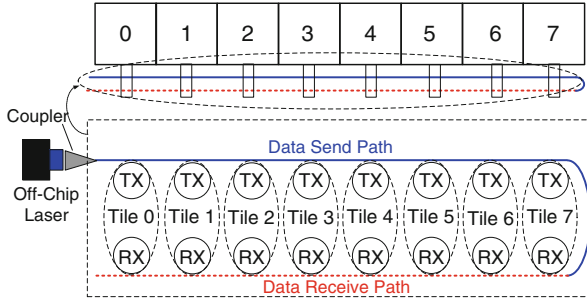 0 1 2 3 4 5 6 7
Coupler
Data Send Path
TX TX TX TX TX TX TX TX
Off-Chip
Laser
Tile 0 Tile 1 Tile 2 Tile 3 Tile 4 Tile 5 Tile 6 Tile 7
RX RX RX RX RX RX RX RX
Data Receive Path